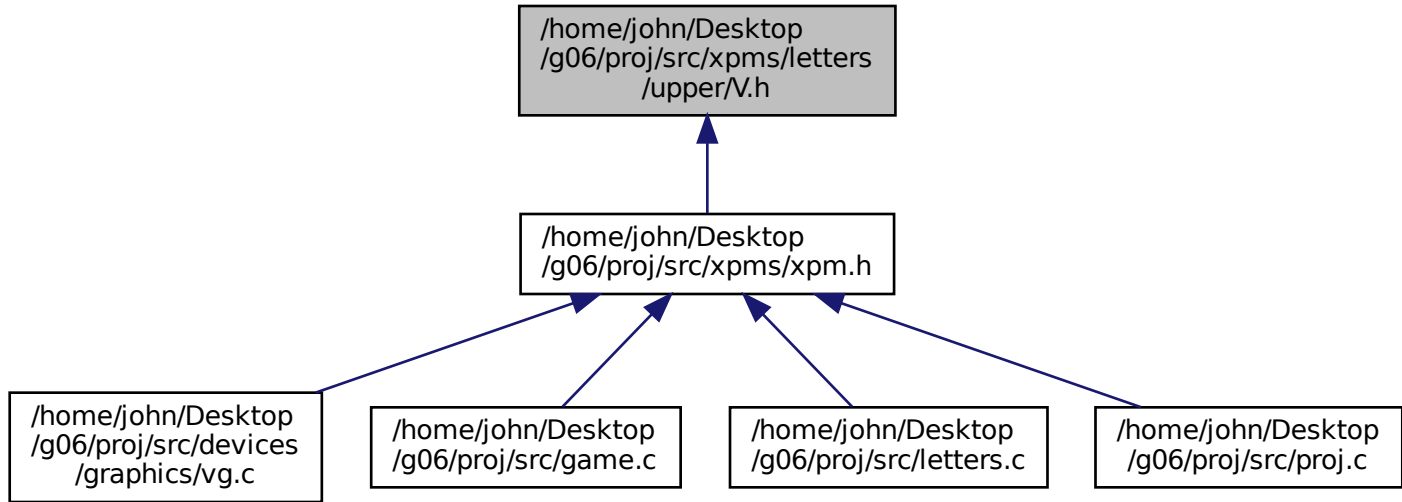 /home/john/Desktop
/g06/proj/src/xpms/letters
/upper/V.h
/home/john/Desktop
/g06/proj/src/xpms/xpm.h
/home/john/Desktop
/g06/proj/src/devices
/graphics/vg.c
/home/john/Desktop
/g06/proj/src/game.c
/home/john/Desktop
/g06/proj/src/letters.c
/home/john/Desktop
/g06/proj/src/proj.c